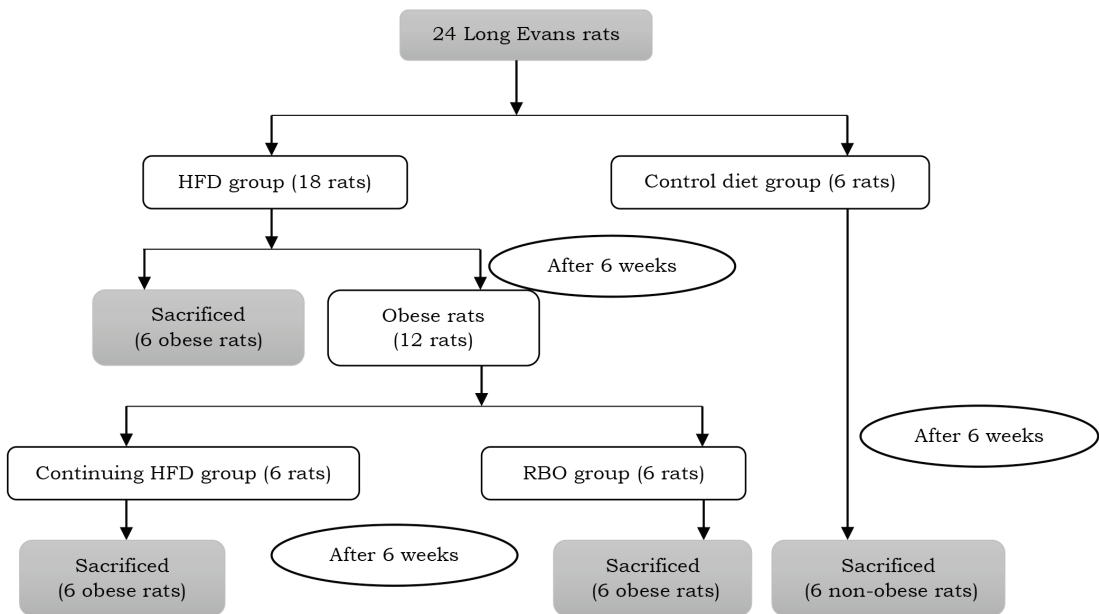 24 Long Evans rats
HFD group (18 rats)
Control diet group (6 rats)
After 6 weeks
Sacrificed
(6 obese rats)
Obese rats
(12 rats)
After 6 weeks
Continuing HFD group (6 rats)
RBO group (6 rats)
After 6 weeks
Sacrificed
(6 obese rats)
Sacrificed
(6 obese rats)
Sacrificed
(6 non-obese rats)